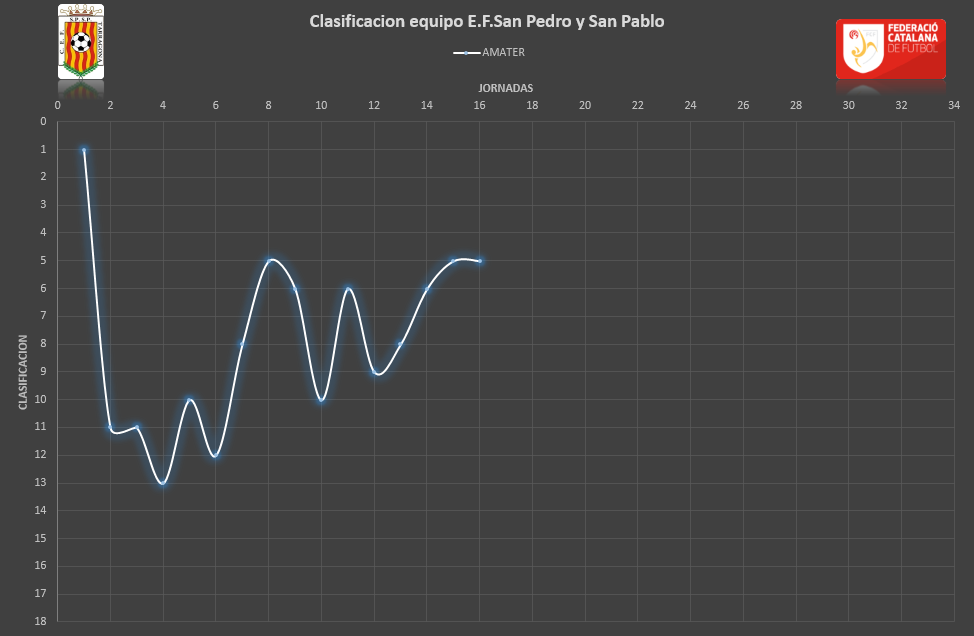 Clasificacion equipo E.F.San Pedro y San Pablo
S.P.S.P.
C.E.P.
TARRAGONA
FEDERACIÓ
CATALANA
DE FUTBOL
AMATER
JORNADAS
0 2 4 6 8 10 12 14 16 18 20 22 24 26 28 30 32 34
0
1
2
3
4
5
6
7
8
9
10
11
12
13
14
15
16
17
18
CLASIFICACION